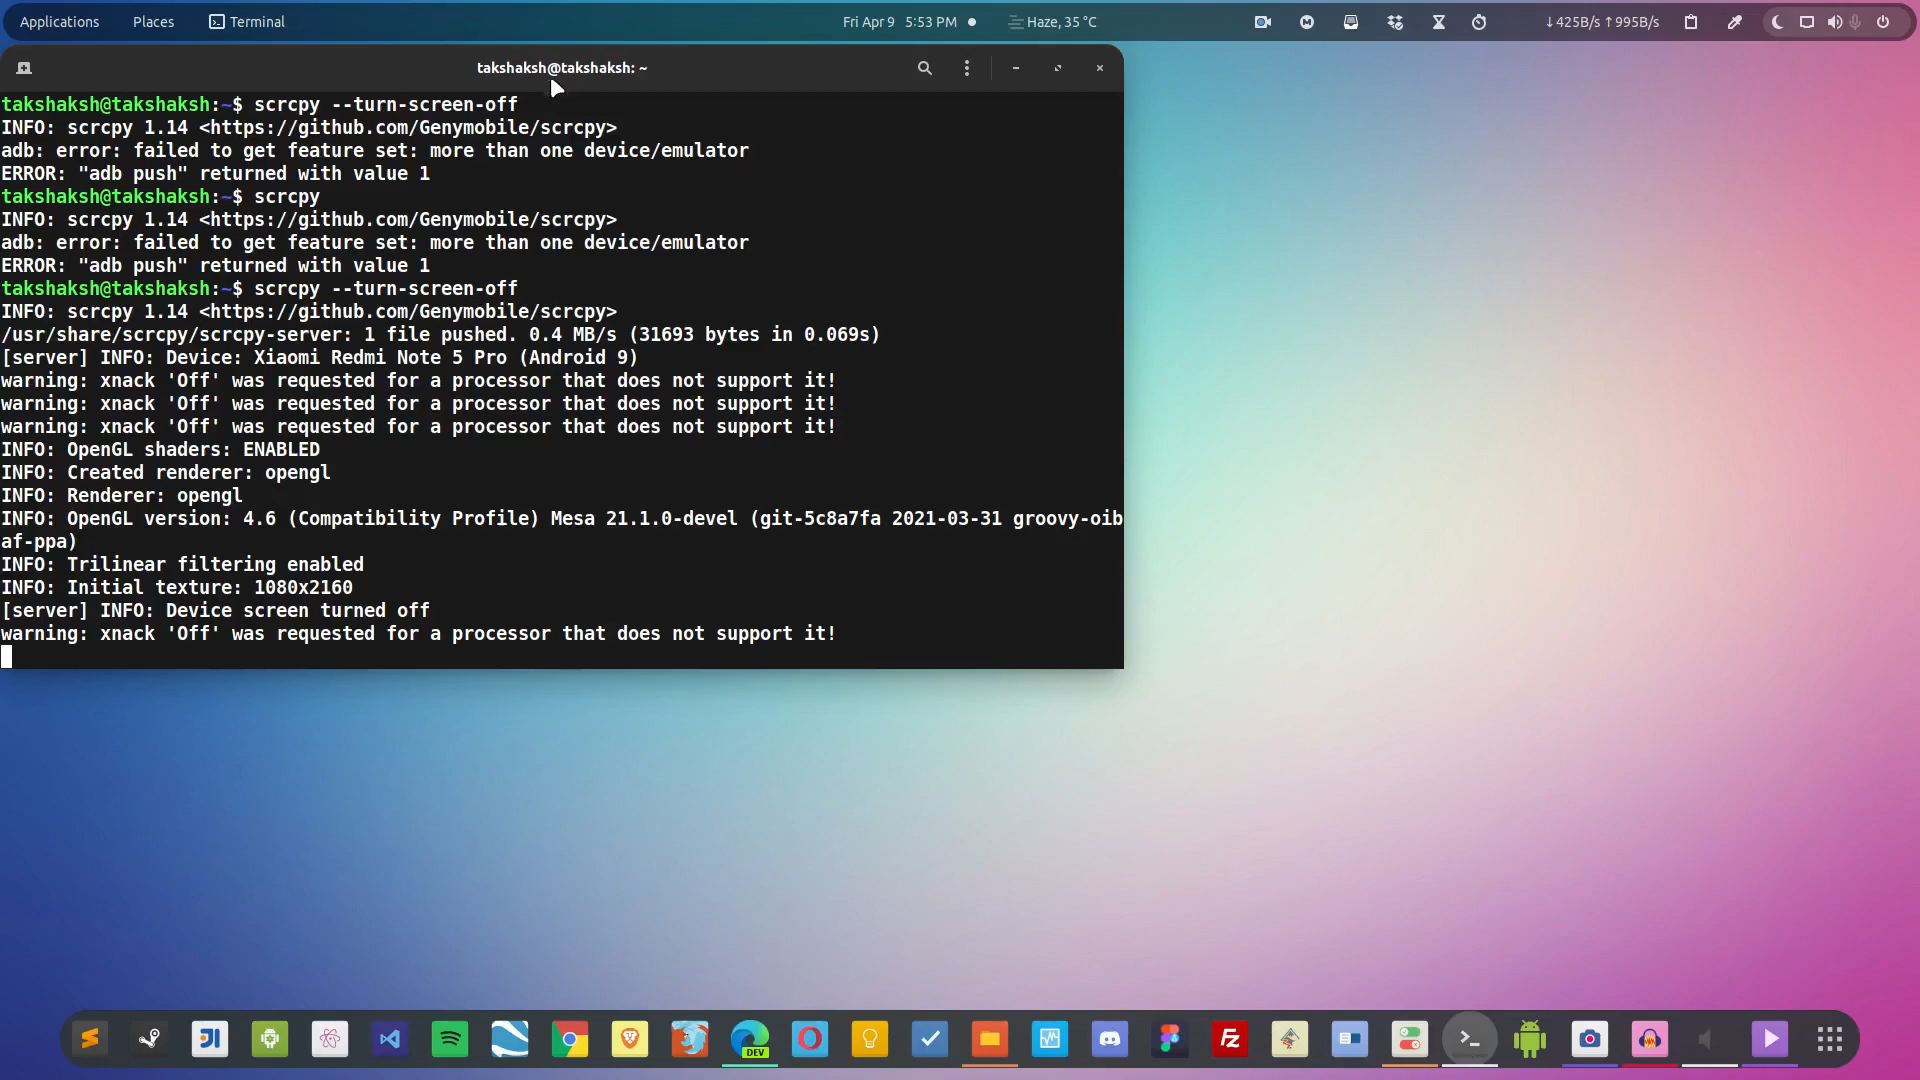 Applications Places Terminal Fri Apr 9 5:53 PM Haze, 35 °C ↓425B/s ↑995B/s
takshaksh@takshaksh: ~
takshaksh@takshaksh:~$ scrcpy --turn-screen-off
INFO: scrcpy 1.14 <https://github.com/Genymobile/scrcpy>
adb: error: failed to get feature set: more than one device/emulator
ERROR: "adb push" returned with value 1
takshaksh@takshaksh:~$ scrcpy
INFO: scrcpy 1.14 <https://github.com/Genymobile/scrcpy>
adb: error: failed to get feature set: more than one device/emulator
ERROR: "adb push" returned with value 1
takshaksh@takshaksh:~$ scrcpy --turn-screen-off
INFO: scrcpy 1.14 <https://github.com/Genymobile/scrcpy>
/usr/share/scrcpy/scrcpy-server: 1 file pushed. 0.4 MB/s (31693 bytes in 0.069s)
[server] INFO: Device: Xiaomi Redmi Note 5 Pro (Android 9)
warning: xnack 'Off' was requested for a processor that does not support it!
warning: xnack 'Off' was requested for a processor that does not support it!
warning: xnack 'Off' was requested for a processor that does not support it!
INFO: OpenGL shaders: ENABLED
INFO: Created renderer: opengl
INFO: Renderer: opengl
INFO: OpenGL version: 4.6 (Compatibility Profile) Mesa 21.1.0-devel (git-5c8a7fa 2021-03-31 groovy-oib
af-ppa)
INFO: Trilinear filtering enabled
INFO: Initial texture: 1080x2160
[server] INFO: Device screen turned off
warning: xnack 'Off' was requested for a processor that does not support it!
DEV